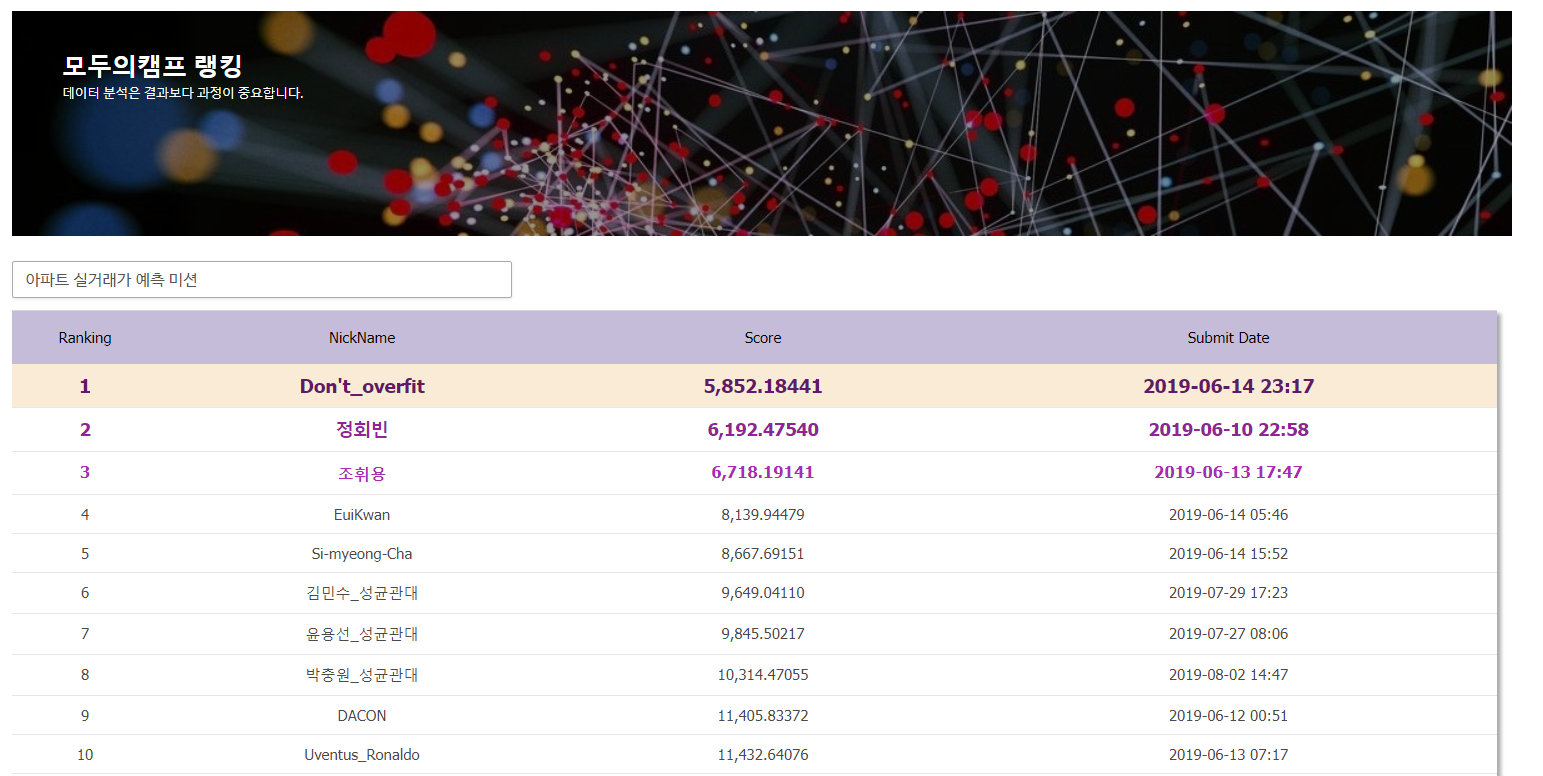 모두의캠프 랭킹
데이터 분석은 결과보다 과정이 중요합니다.
아파트 실거래가 예측 미션
Ranking NickName Score Submit Date
1 Don't_overfit 5,852.18441 2019-06-14 23:17
2 정회빈 6,192.47540 2019-06-10 22:58
3 조휘용 6,718.19141 2019-06-13 17:47
4 EuiKwan 8,139.94479 2019-06-14 05:46
5 Si-myeong-Cha 8,667.69151 2019-06-14 15:52
6 김민수_성균관대 9,649.04110 2019-07-29 17:23
7 윤용선_성균관대 9,845.50217 2019-07-27 08:06
8 박중원_성균관대 10,314.47055 2019-08-02 14:47
9 DACON 11,405.83372 2019-06-12 00:51
10 Uventus_Ronaldo 11,432.64076 2019-06-13 07:17